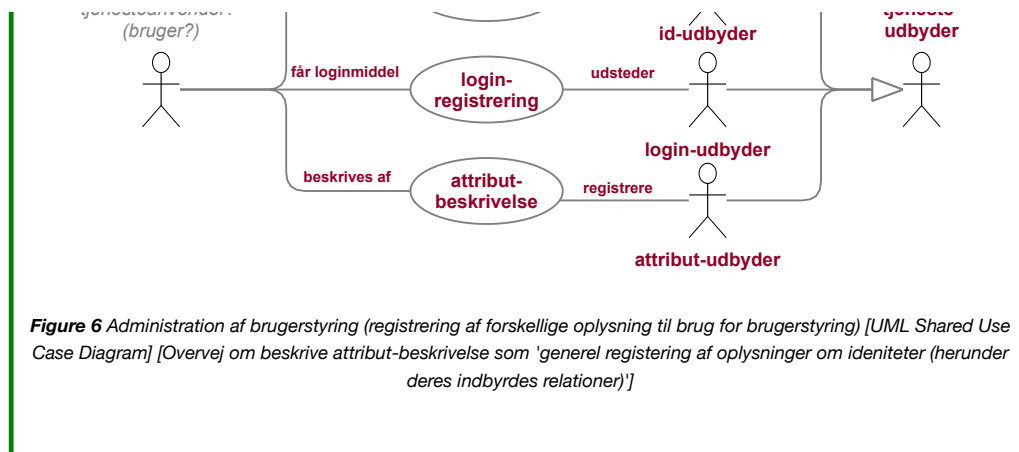 (bruger?)
id-udbyder
udbyder
får loginmiddel
login-
registrering
udsteder
login-udbyder
beskrives af
attribut-
beskrivelse
registrere
attribut-udbyder
Figure 6 Administration af brugerstyring (registrering af forskellige oplysning til brug for brugerstyring) [UML Shared Use
Case Diagram] [Overvej om beskrive attribut-beskrivelse som 'generel registering af oplysninger om ideniteter (herunder
deres indbyrdes relationer)']